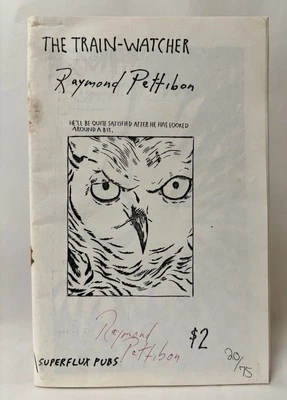 THE TRAIN-WATCHER
Raymond Pettibon
HE'LL BE QUITE SATISFIED AFTER HE HAS LOOKED
AROUND A BIT.
Raymond
Pettibon
$2
SUPERFLUX PUBS
20/75